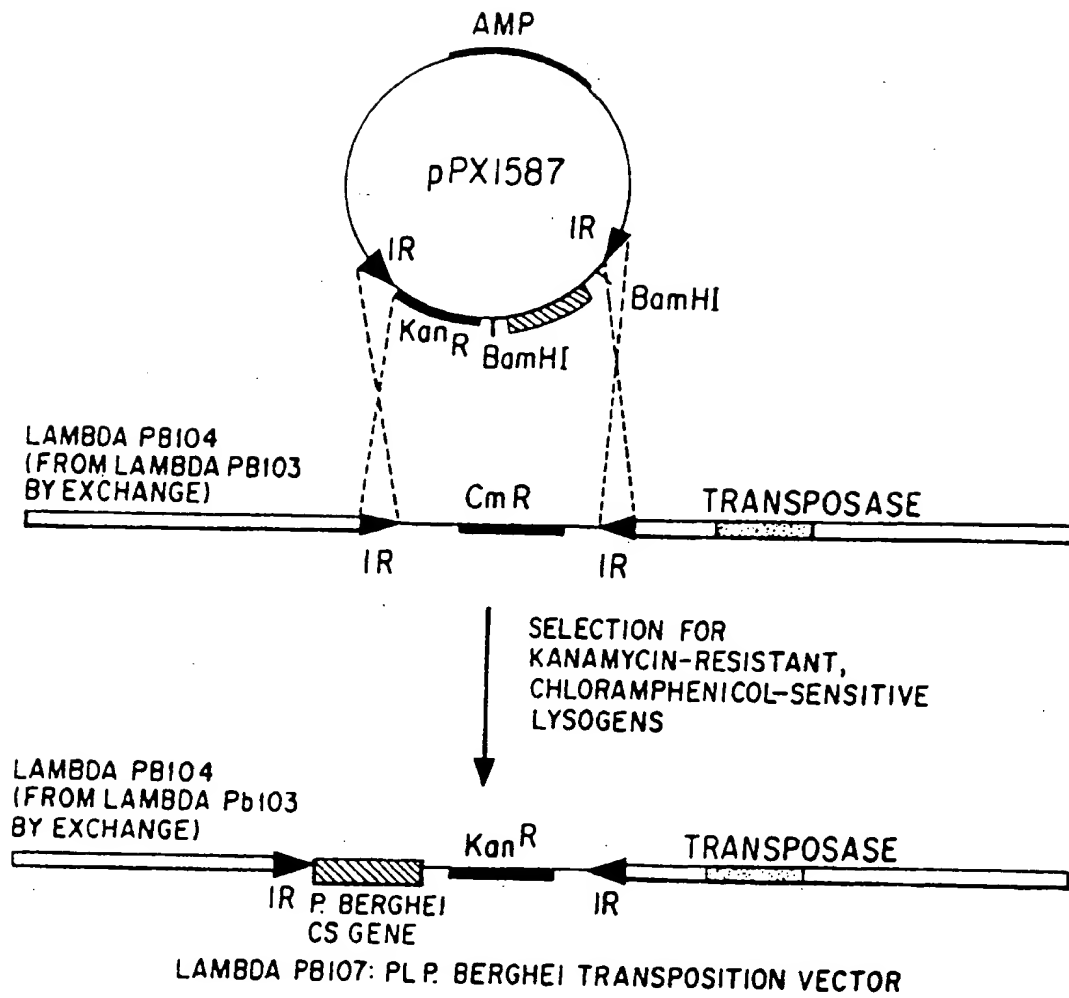 AMP
pPX1587
IR
IR
BamHI
KanR
BamHI
LAMBDA PB104
(FROM LAMBDA PB103
BY EXCHANGE)
CmR
TRANSPOSASE
IR
IR
SELECTION FOR
KANAMYCIN-RESISTANT,
CHLORAMPHENICOL-SENSITIVE
LYSOGENS
LAMBDA PB104
(FROM LAMBDA Pb103
BY EXCHANGE)
KanR
TRANSPOSASE
IR
P. BERGHEI
CS GENE
IR
LAMBDA PB107: PL P. BERGHEI TRANSPOSITION VECTOR